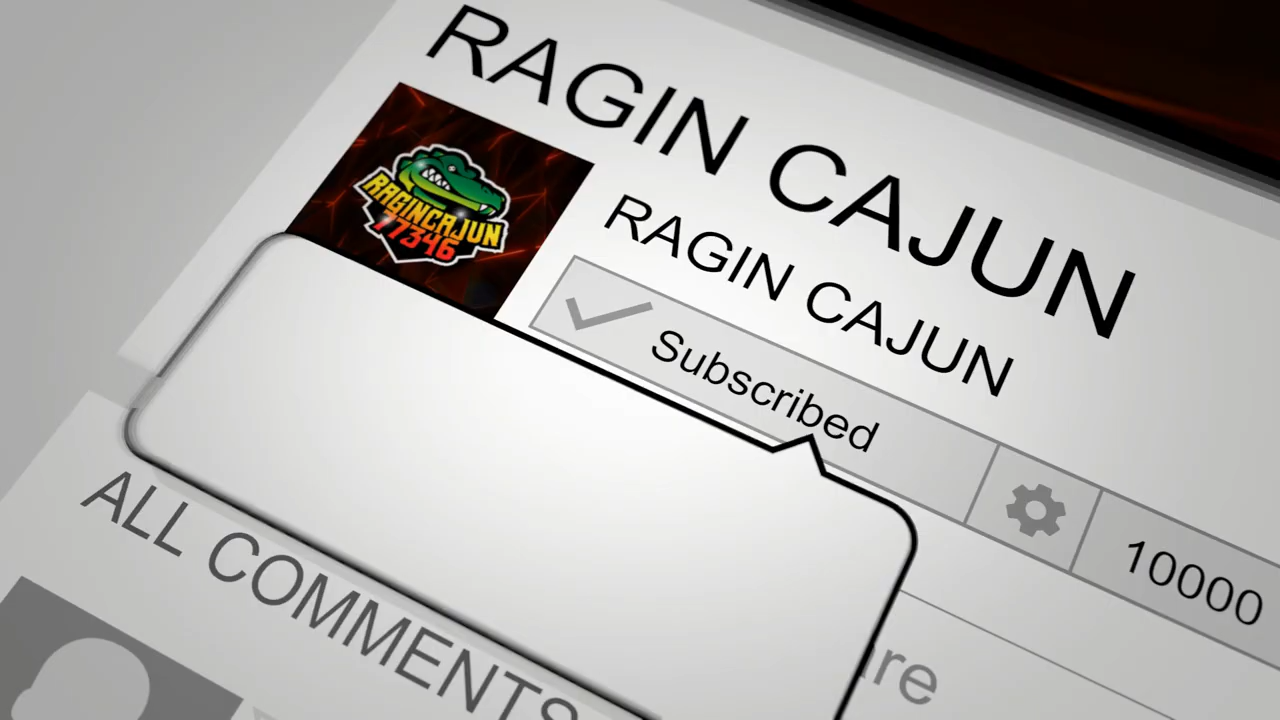 RAGIN CAJUN
RAGINCAJUN
77346
RAGIN CAJUN
Subscribed
10000
ALL COMMENTS